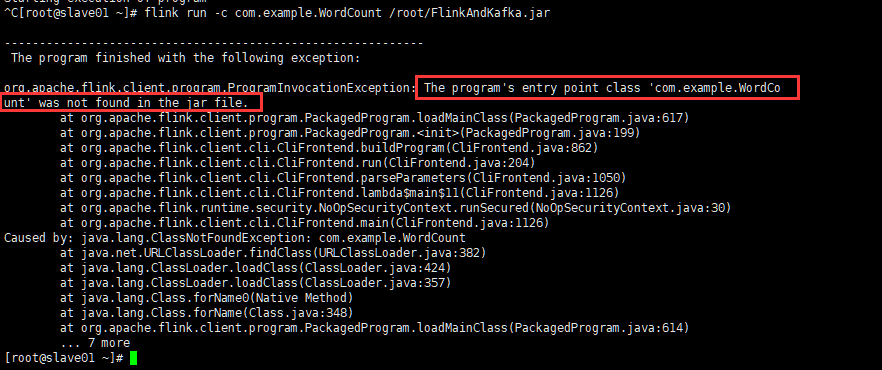 Starting execution of program
^C[root@slave01 ~]# flink run -c com.example.WordCount /root/FlinkAndKafka.jar
------------------------------------------------------------
 The program finished with the following exception:
org.apache.flink.client.program.ProgramInvocationException: The program's entry point class 'com.example.WordCo
unt' was not found in the jar file.
        at org.apache.flink.client.program.PackagedProgram.loadMainClass(PackagedProgram.java:617)
        at org.apache.flink.client.program.PackagedProgram.<init>(PackagedProgram.java:199)
        at org.apache.flink.client.cli.CliFrontend.buildProgram(CliFrontend.java:862)
        at org.apache.flink.client.cli.CliFrontend.run(CliFrontend.java:204)
        at org.apache.flink.client.cli.CliFrontend.parseParameters(CliFrontend.java:1050)
        at org.apache.flink.client.cli.CliFrontend.lambda$main$11(CliFrontend.java:1126)
        at org.apache.flink.runtime.security.NoOpSecurityContext.runSecured(NoOpSecurityContext.java:30)
        at org.apache.flink.client.cli.CliFrontend.main(CliFrontend.java:1126)
Caused by: java.lang.ClassNotFoundException: com.example.WordCount
        at java.net.URLClassLoader.findClass(URLClassLoader.java:382)
        at java.lang.ClassLoader.loadClass(ClassLoader.java:424)
        at java.lang.ClassLoader.loadClass(ClassLoader.java:357)
        at java.lang.Class.forName0(Native Method)
        at java.lang.Class.forName(Class.java:348)
        at org.apache.flink.client.program.PackagedProgram.loadMainClass(PackagedProgram.java:614)
        ... 7 more
[root@slave01 ~]#